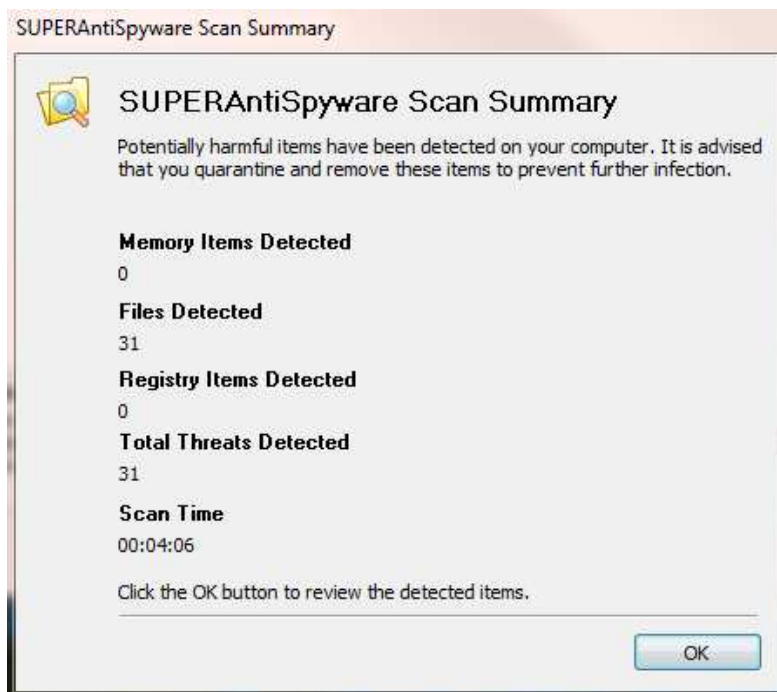 SUPERAntiSpyware Scan Summary
SUPERAntiSpyware Scan Summary
Potentially harmful items have been detected on your computer. It is advised
that you quarantine and remove these items to prevent further infection.
Memory Items Detected
0
Files Detected
31
Registry Items Detected
0
Total Threats Detected
31
Scan Time
00:04:06
Click the OK button to review the detected items.
OK